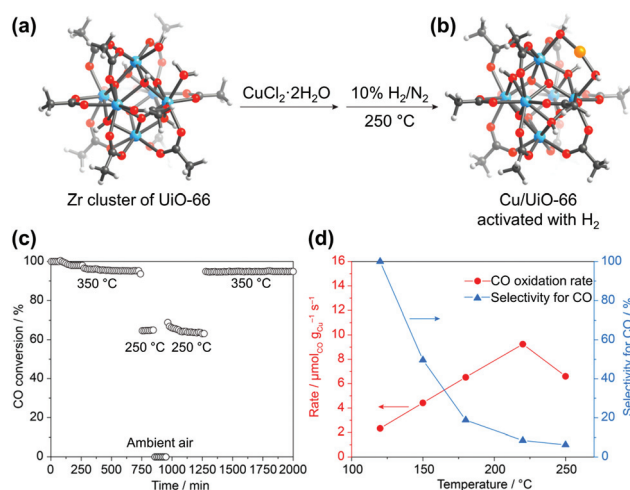 (a)
(b)
CuCl₂·2H₂O
10% H₂/N₂
250 °C
Zr cluster of UiO-66
Cu/UiO-66
activated with H₂
(c)
CO conversion / %
100
80
60
40
20
0
350 °C
350 °C
250 °C
250 °C
Ambient air
0
250
500
750
1000
1250
1500
1750
2000
Time / min
(d)
Rate / μmol_CO g_Cu⁻¹ s⁻¹
16
14
12
10
8
6
4
2
CO oxidation rate
Selectivity for CO
100
80
60
40
20
0
Selectivity for CO / %
100
150
200
250
Temperature / °C